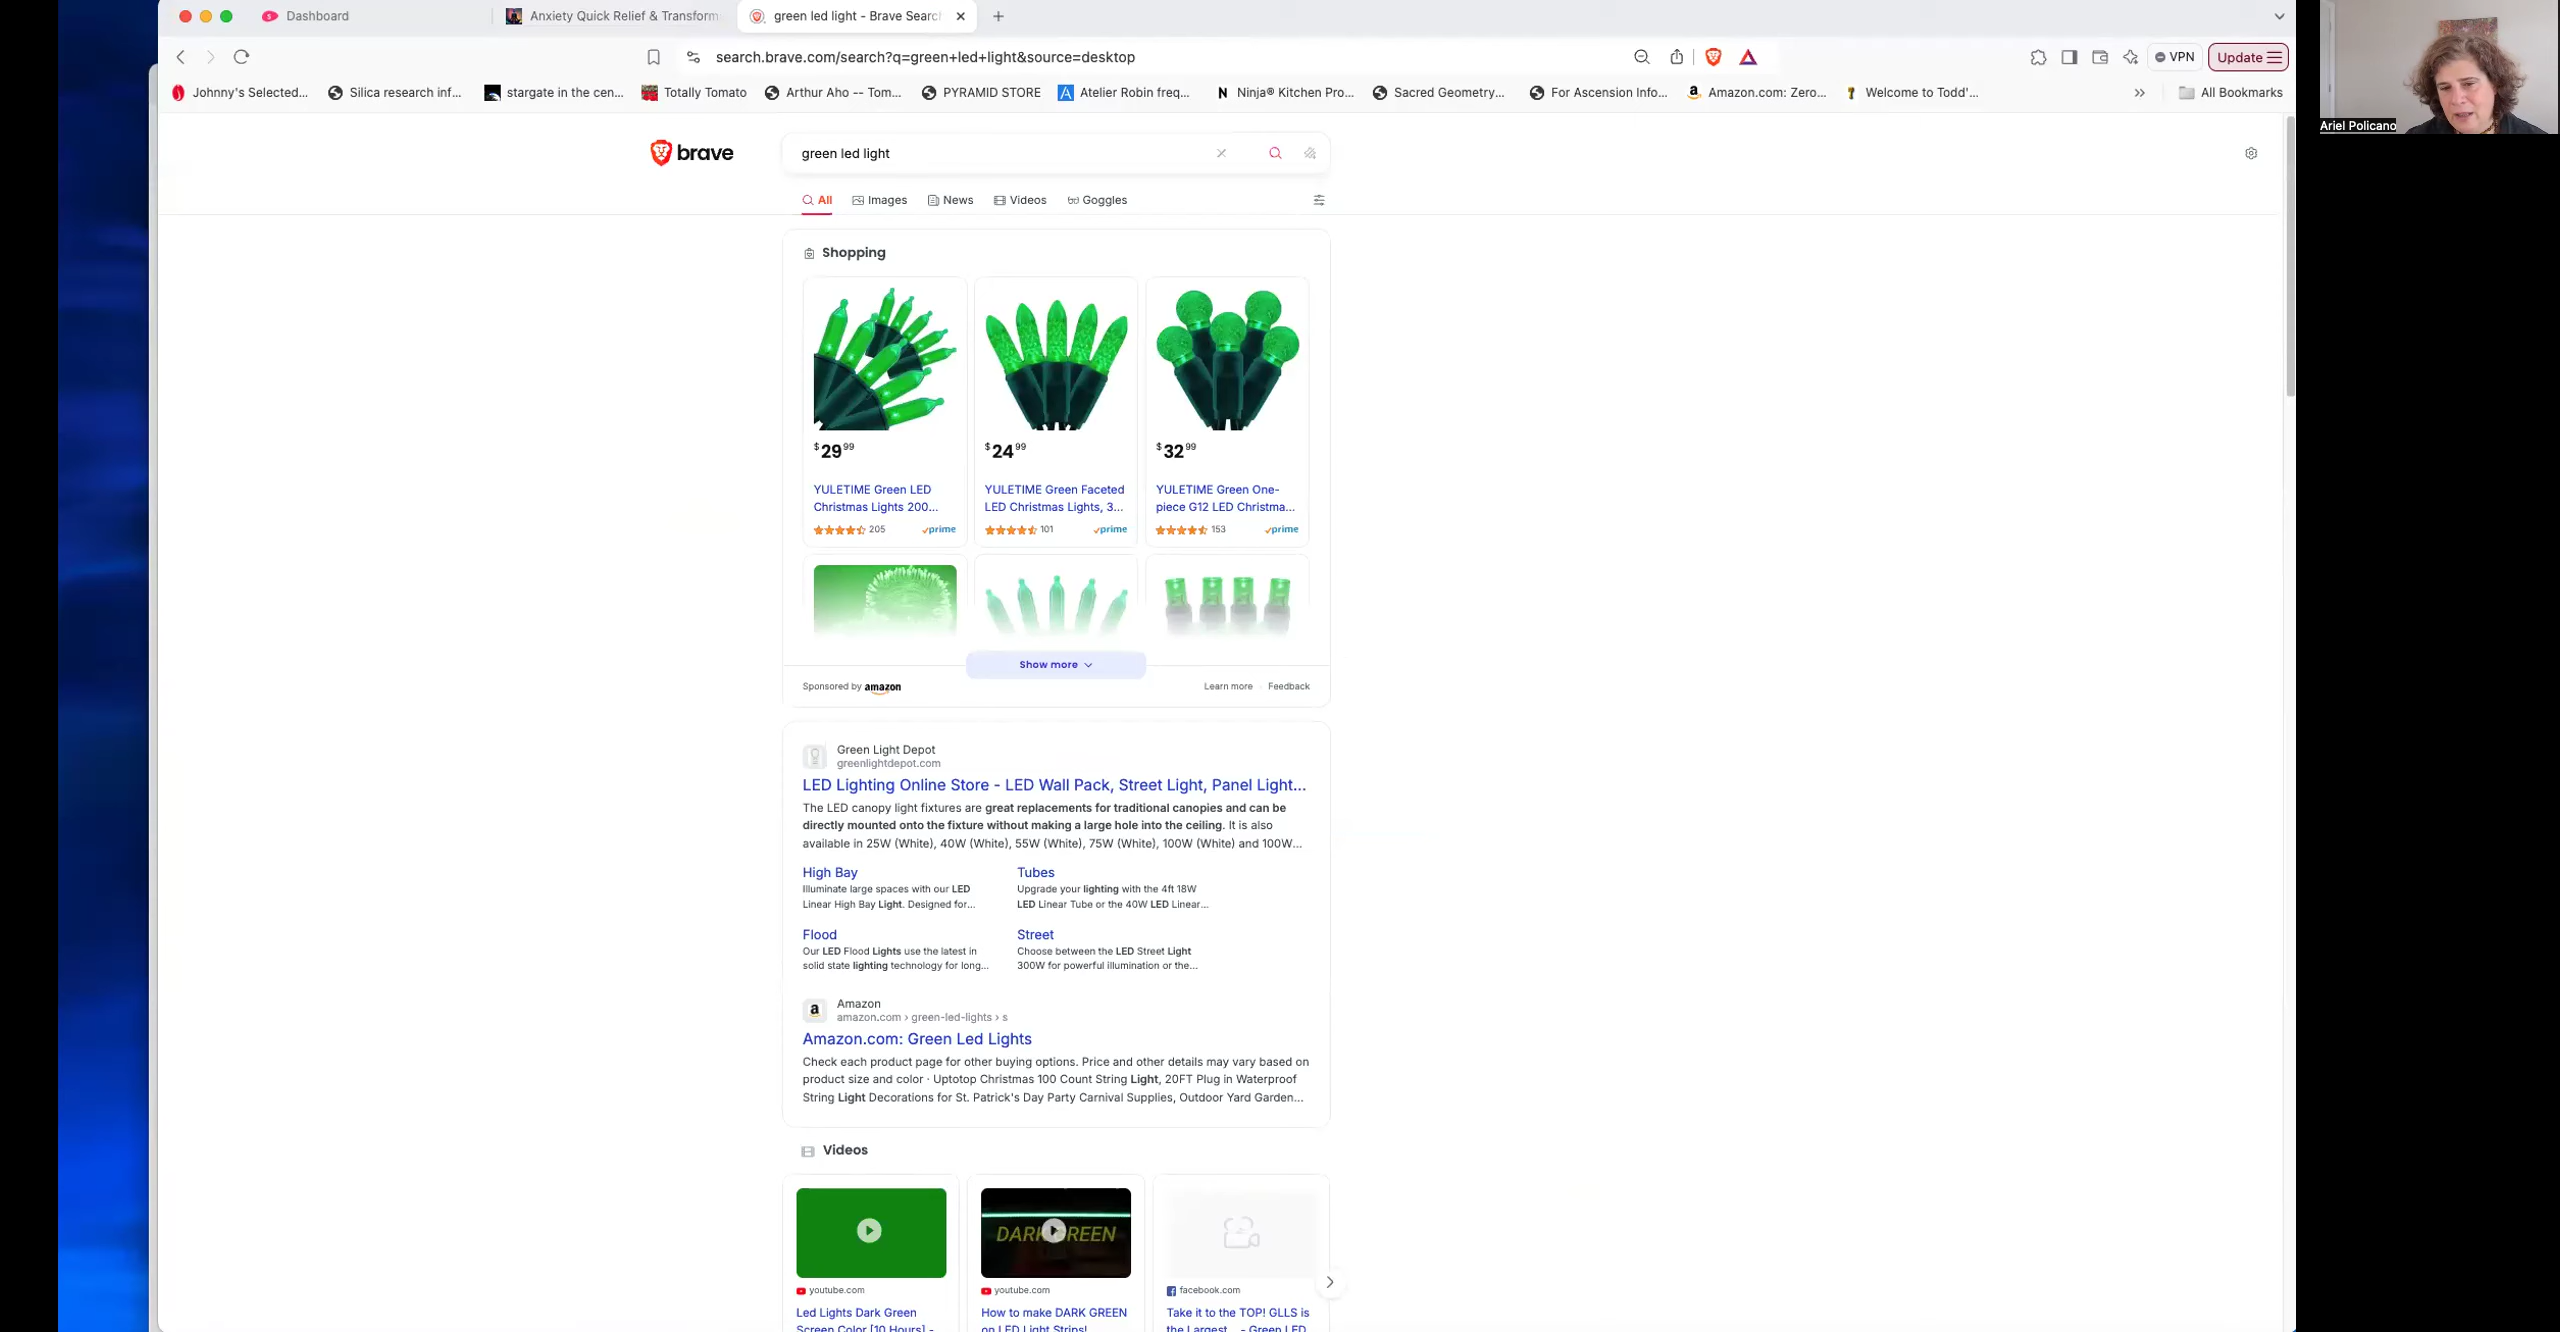 Dashboard
Anxiety Quick Relief & Transform
green led light - Brave Search
search.brave.com/search?q=green+led+light&source=desktop
VPN
Update
Johnny's Selected...
Silica research inf...
stargate in the cen...
Totally Tomato
Arthur Aho -- Tom...
PYRAMID STORE
Atelier Robin freq...
Ninja® Kitchen Pro...
Sacred Geometry...
For Ascension Info...
Amazon.com: Zero...
Welcome to Todd'...
All Bookmarks
Ariel Policano
brave
green led light
All
Images
News
Videos
Goggles
Shopping
$29.99
$24.99
$32.99
YULETIME Green LED
Christmas Lights 200...
YULETIME Green Faceted
LED Christmas Lights, 3...
YULETIME Green One-
piece G12 LED Christma...
205
prime
101
prime
153
prime
Show more
Sponsored by amazon
Learn more
Feedback
Green Light Depot
greenlightdepot.com
LED Lighting Online Store - LED Wall Pack, Street Light, Panel Light...
The LED canopy light fixtures are great replacements for traditional canopies and can be
directly mounted onto the fixture without making a large hole into the ceiling. It is also
available in 25W (White), 40W (White), 55W (White), 75W (White), 100W (White) and 100W...
High Bay
Illuminate large spaces with our LED
Linear High Bay Light. Designed for...
Tubes
Upgrade your lighting with the 4ft 18W
LED Linear Tube or the 40W LED Linear...
Flood
Our LED Flood Lights use the latest in
solid state lighting technology for long...
Street
Choose between the LED Street Light
300W for powerful illumination or the...
Amazon
amazon.com › green-led-lights › s
Amazon.com: Green Led Lights
Check each product page for other buying options. Price and other details may vary based on
product size and color · Uptotop Christmas 100 Count String Light, 20FT Plug in Waterproof
String Light Decorations for St. Patrick's Day Party Carnival Supplies, Outdoor Yard Garden...
Videos
DARK GREEN
youtube.com
youtube.com
facebook.com
Led Lights Dark Green
Screen Color [10 Hours] -
How to make DARK GREEN
on LED Light Strips!
Take it to the TOP! GLLS is
the Largest... - Green LED